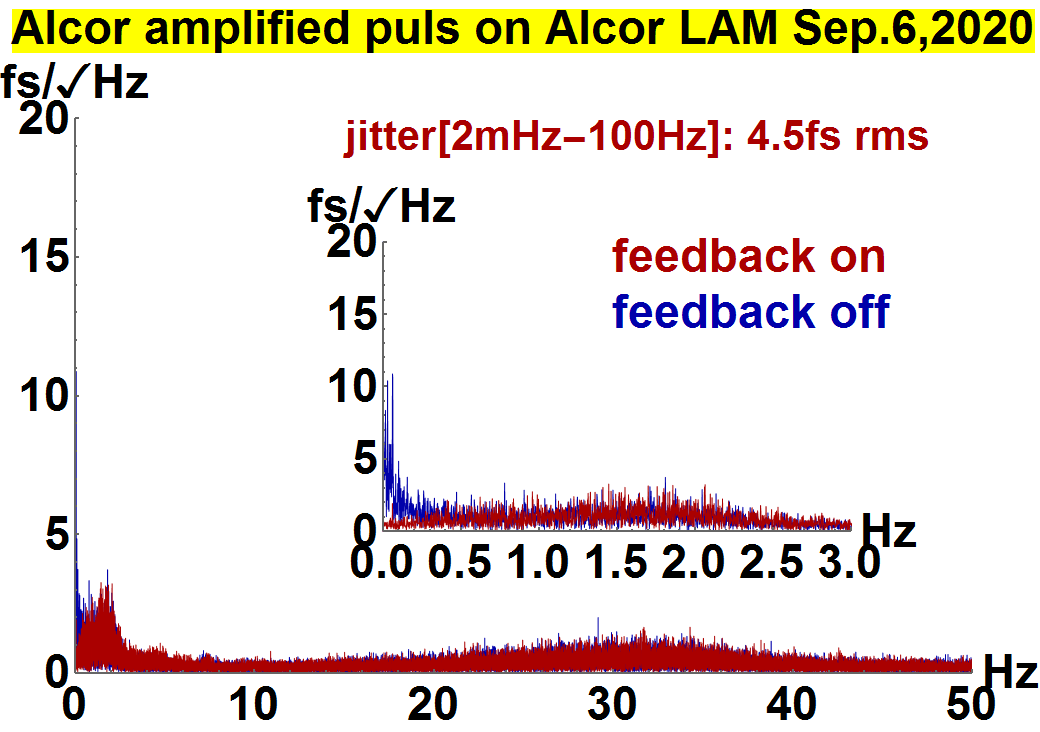 Alcor amplified puls on Alcor LAM Sep.6,2020
fs/✓Hz
20
jitter[2mHz–100Hz]: 4.5fs rms
fs/✓Hz
20
15
feedback on
feedback off
15
10
10
5
5
0
Hz
0.0 0.5 1.0 1.5 2.0 2.5 3.0
0
Hz
0 10 20 30 40 50